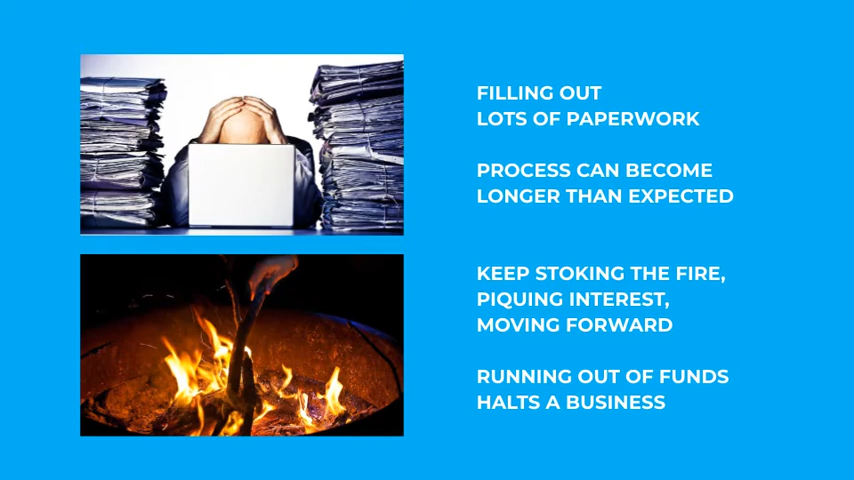 FILLING OUT
LOTS OF PAPERWORK
PROCESS CAN BECOME
LONGER THAN EXPECTED
KEEP STOKING THE FIRE,
PIQUING INTEREST,
MOVING FORWARD
RUNNING OUT OF FUNDS
HALTS A BUSINESS